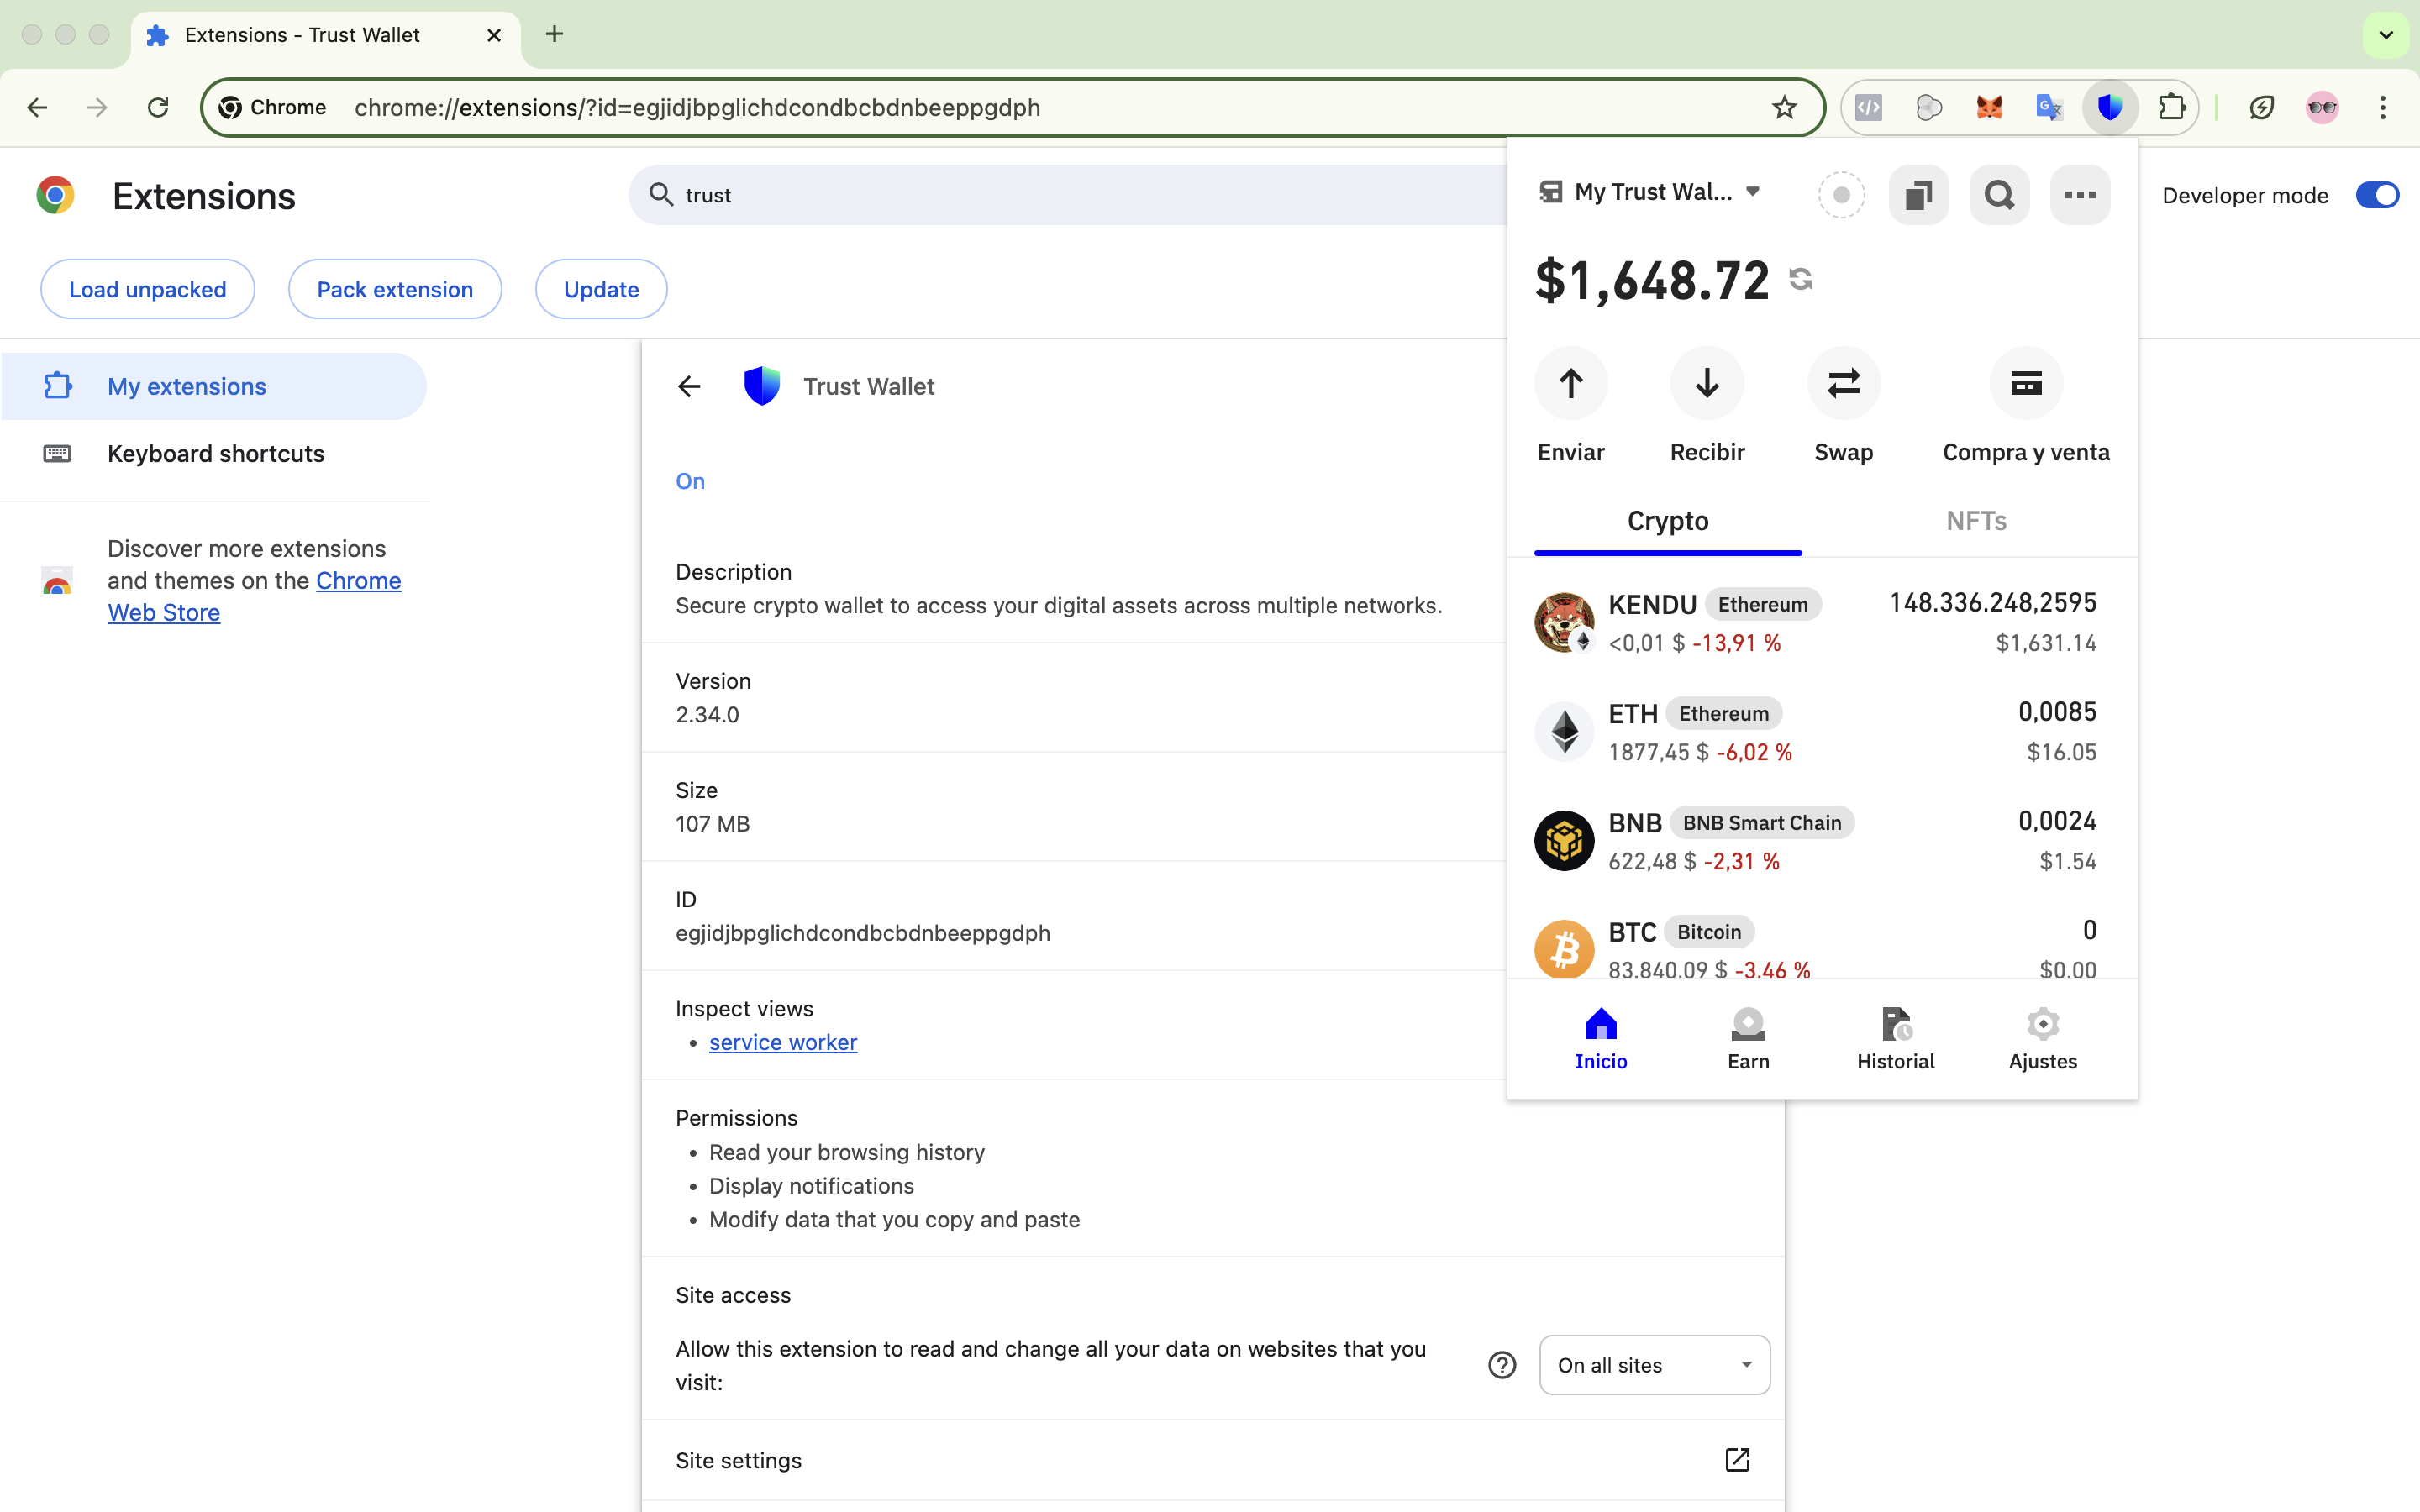 Extensions - Trust Wallet
Chrome
chrome://extensions/?id=egjidjbpglichdcondbcbdnbeeppgdph
Extensions
trust
Developer mode
Load unpacked
Pack extension
Update
My extensions
Keyboard shortcuts
Discover more extensions
and themes on the Chrome
Web Store
Trust Wallet
On
Description
Secure crypto wallet to access your digital assets across multiple networks.
Version
2.34.0
Size
107 MB
ID
egjidjbpglichdcondbcbdnbeeppgdph
Inspect views
service worker
Permissions
Read your browsing history
Display notifications
Modify data that you copy and paste
Site access
Allow this extension to read and change all your data on websites that you
visit:
On all sites
Site settings
My Trust Wal...
$1,648.72
Enviar
Recibir
Swap
Compra y venta
Crypto
NFTs
KENDU Ethereum 148.336.248,2595
<0,01 $ -13,91 % $1,631.14
ETH Ethereum 0,0085
1877,45 $ -6,02 % $16.05
BNB BNB Smart Chain 0,0024
622,48 $ -2,31 % $1.54
BTC Bitcoin 0
83.840,09 $ -3,46 % $0.00
Inicio
Earn
Historial
Ajustes